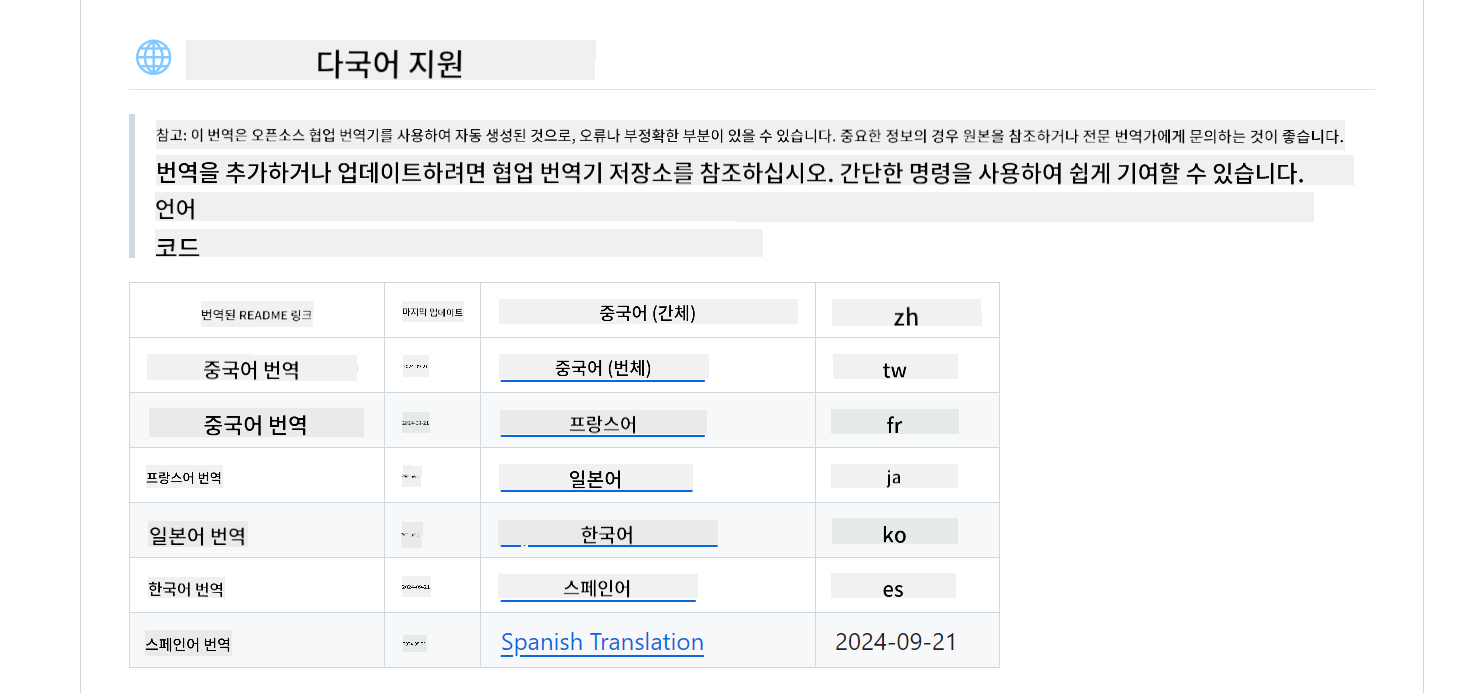 다국어 지원
참고: 이 번역은 오픈소스 협업 번역기를 사용하여 자동 생성된 것으로, 오류나 부정확한 부분이 있을 수 있습니다. 중요한 정보의 경우 원본을 참조하거나 전문 번역가에게 문의하는 것이 좋습니다.
번역을 추가하거나 업데이트하려면 협업 번역기 저장소를 참조하십시오. 간단한 명령을 사용하여 쉽게 기여할 수 있습니다.
언어
코드
번역된 README 링크 마지막 업데이트 중국어 (간체) zh
중국어 번역 중국어 (번체) tw
중국어 번역 2024-09-21 프랑스어 fr
프랑스어 번역 일본어 ja
일본어 번역 한국어 ko
한국어 번역 2024-09-21 스페인어 es
스페인어 번역 Spanish Translation 2024-09-21